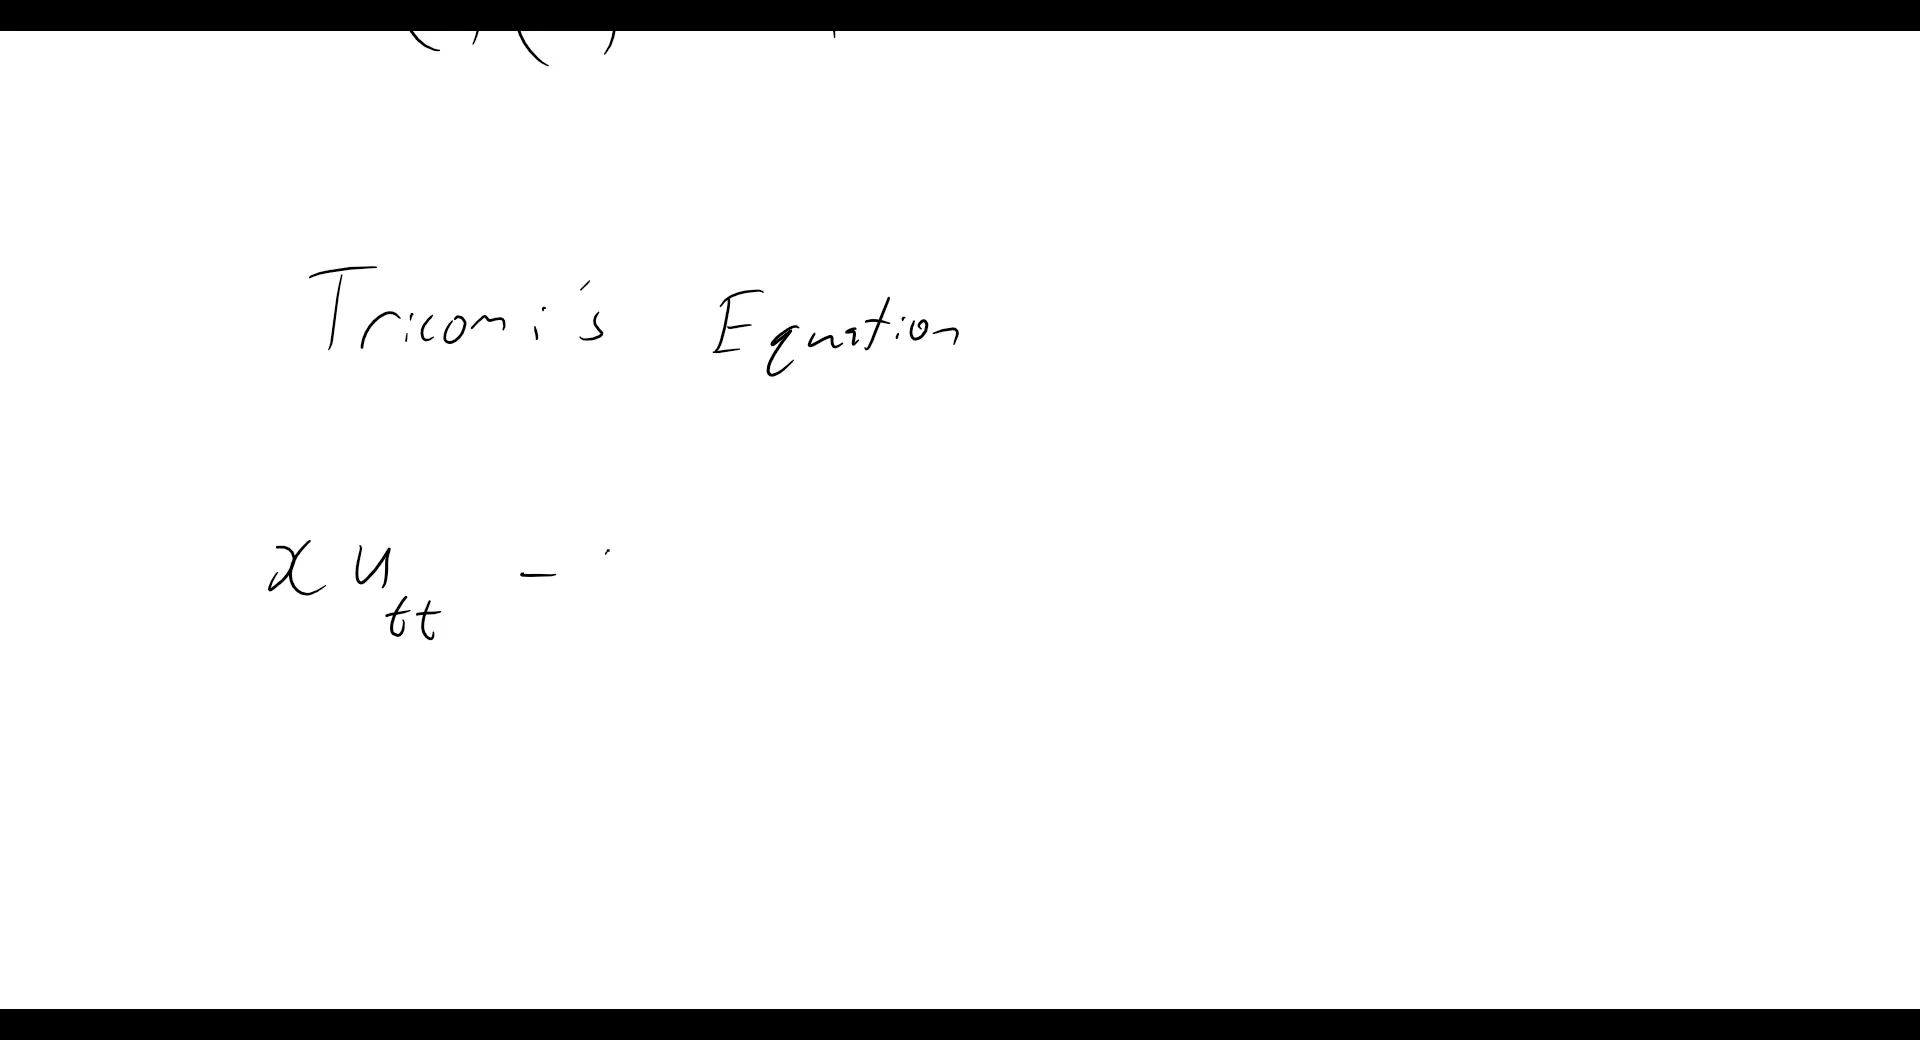 Tricomi's Equation
x u_tt -